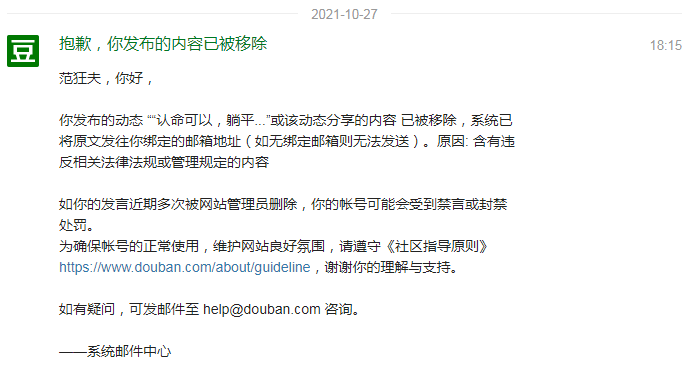 2021-10-27
豆
抱歉，你发布的内容已被移除
18:15
范狂夫，你好，
你发布的动态 “"认命可以，躺平...”或该动态分享的内容 已被移除，系统已
将原文发往你绑定的邮箱地址（如无绑定邮箱则无法发送）。原因: 含有违
反相关法律法规或管理规定的内容
如你的发言近期多次被网站管理员删除，你的帐号可能会受到禁言或封禁
处罚。
为确保帐号的正常使用，维护网站良好氛围，请遵守《社区指导原则》
https://www.douban.com/about/guideline，谢谢你的理解与支持。
如有疑问，可发邮件至 help@douban.com 咨询。
——系统邮件中心